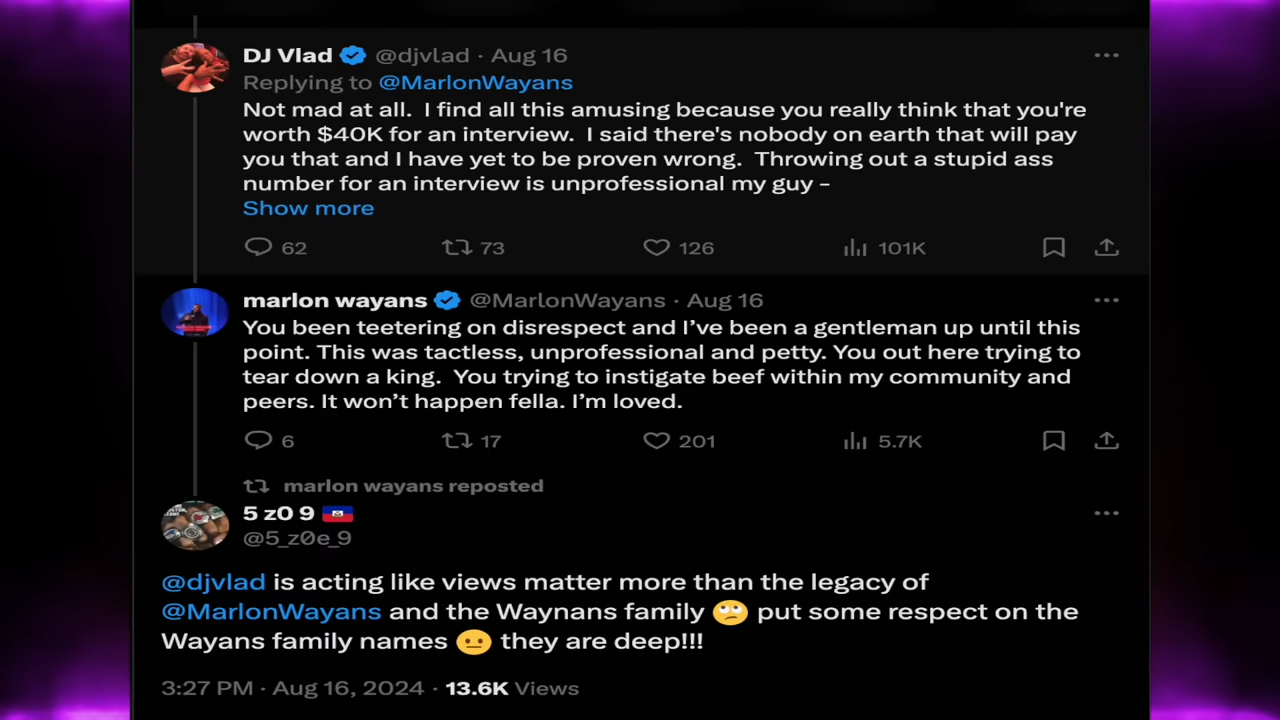 DJ Vlad @djvlad · Aug 16
Replying to @MarlonWayans
Not mad at all. I find all this amusing because you really think that you're
worth $40K for an interview. I said there's nobody on earth that will pay
you that and I have yet to be proven wrong. Throwing out a stupid ass
number for an interview is unprofessional my guy –
Show more
62 73 126 101K
marlon wayans @MarlonWayans · Aug 16
You been teetering on disrespect and I’ve been a gentleman up until this
point. This was tactless, unprofessional and petty. You out here trying to
tear down a king. You trying to instigate beef within my community and
peers. It won’t happen fella. I’m loved.
6 17 201 5.7K
marlon wayans reposted
5 z0 9 🇭🇹
@5_z0e_9
@djvlad is acting like views matter more than the legacy of
@MarlonWayans and the Waynans family 🙄 put some respect on the
Wayans family names 😐 they are deep!!!
3:27 PM · Aug 16, 2024 · 13.6K Views